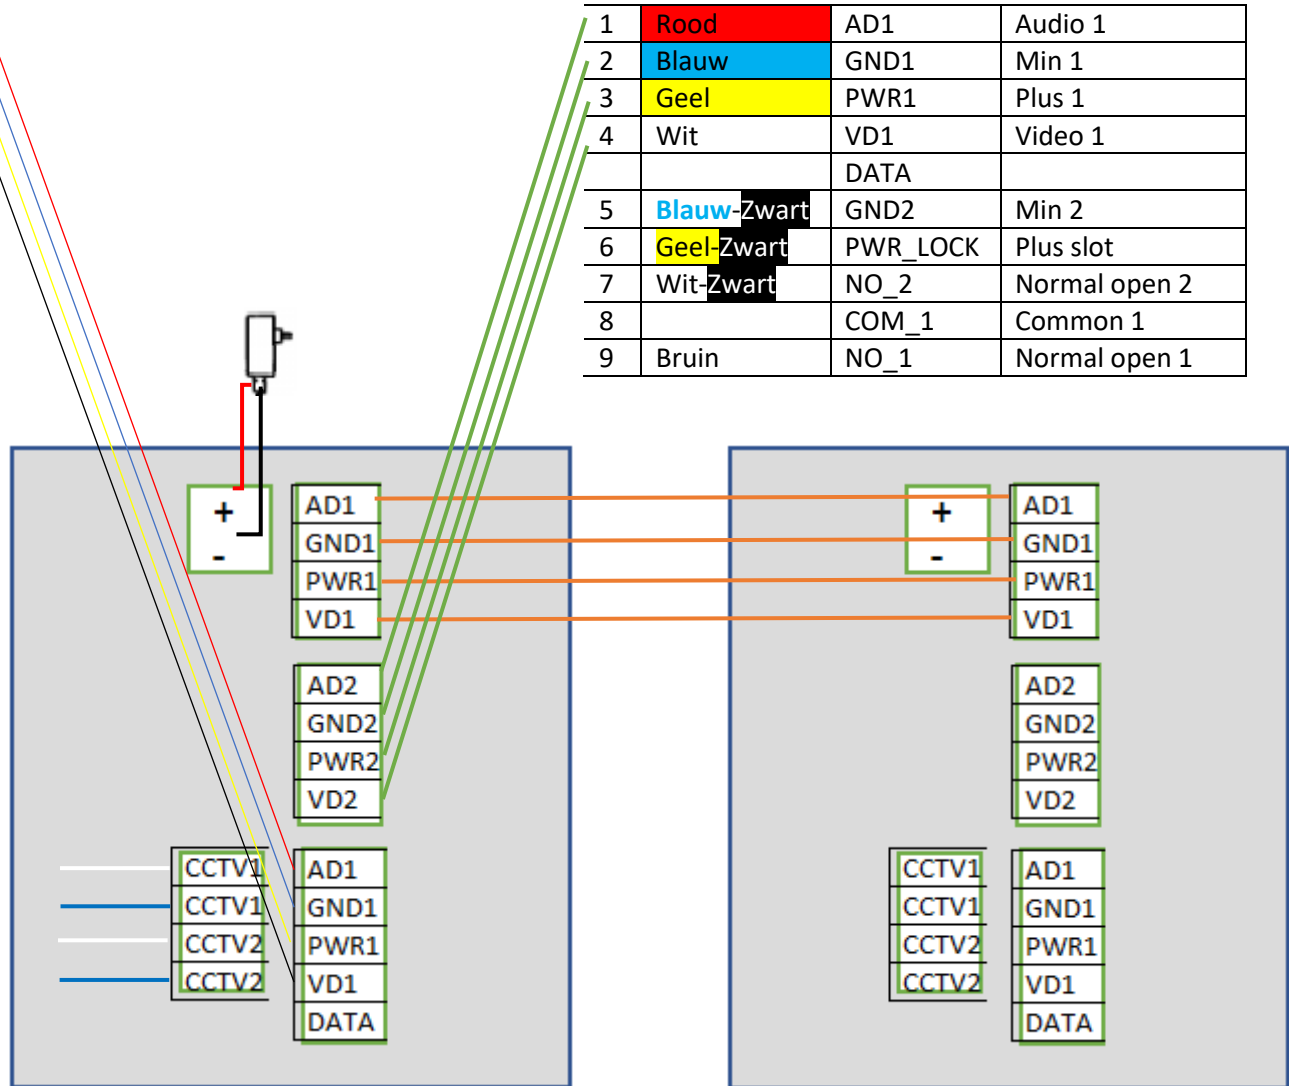 1 Rood AD1 Audio 1
2 Blauw GND1 Min 1
3 Geel PWR1 Plus 1
4 Wit VD1 Video 1
DATA
5 Blauw-Zwart GND2 Min 2
6 Geel-Zwart PWR_LOCK Plus slot
7 Wit-Zwart NO_2 Normal open 2
8 COM_1 Common 1
9 Bruin NO_1 Normal open 1
+
-
AD1
GND1
PWR1
VD1
AD2
GND2
PWR2
VD2
CCTV1
CCTV1
CCTV2
CCTV2
AD1
GND1
PWR1
VD1
DATA
+
-
AD1
GND1
PWR1
VD1
AD2
GND2
PWR2
VD2
CCTV1
CCTV1
CCTV2
CCTV2
AD1
GND1
PWR1
VD1
DATA